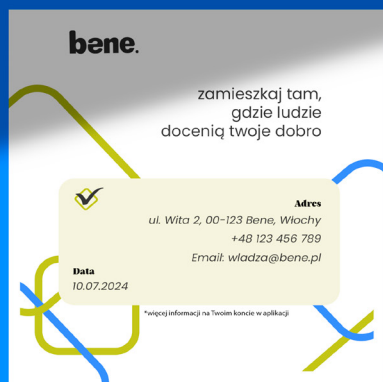 bene.
zamieszkaj tam,
gdzie ludzie
docenią twoje dobro
Adres
ul. Wita 2, 00-123 Bene, Włochy
+48 123 456 789
Email: wladza@bene.pl
Data
10.07.2024
*więcej informacji na Twoim koncie w aplikacji